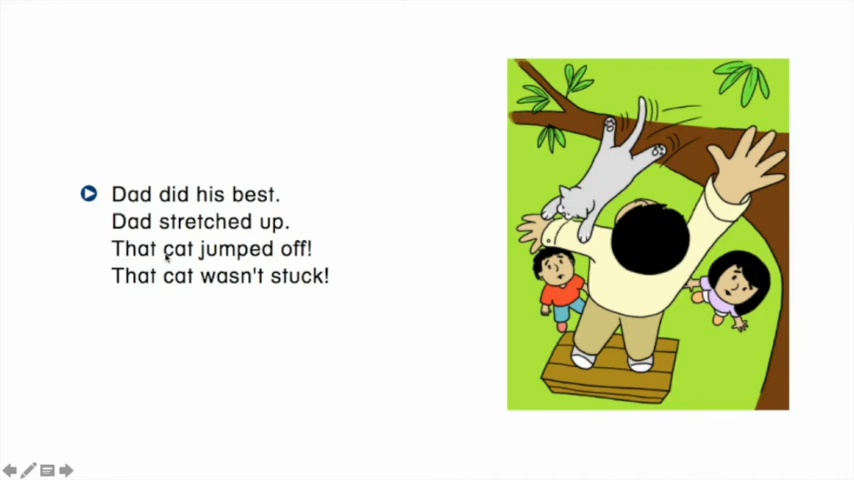 Dad did his best.
Dad stretched up.
That cat jumped off!
That cat wasn't stuck!